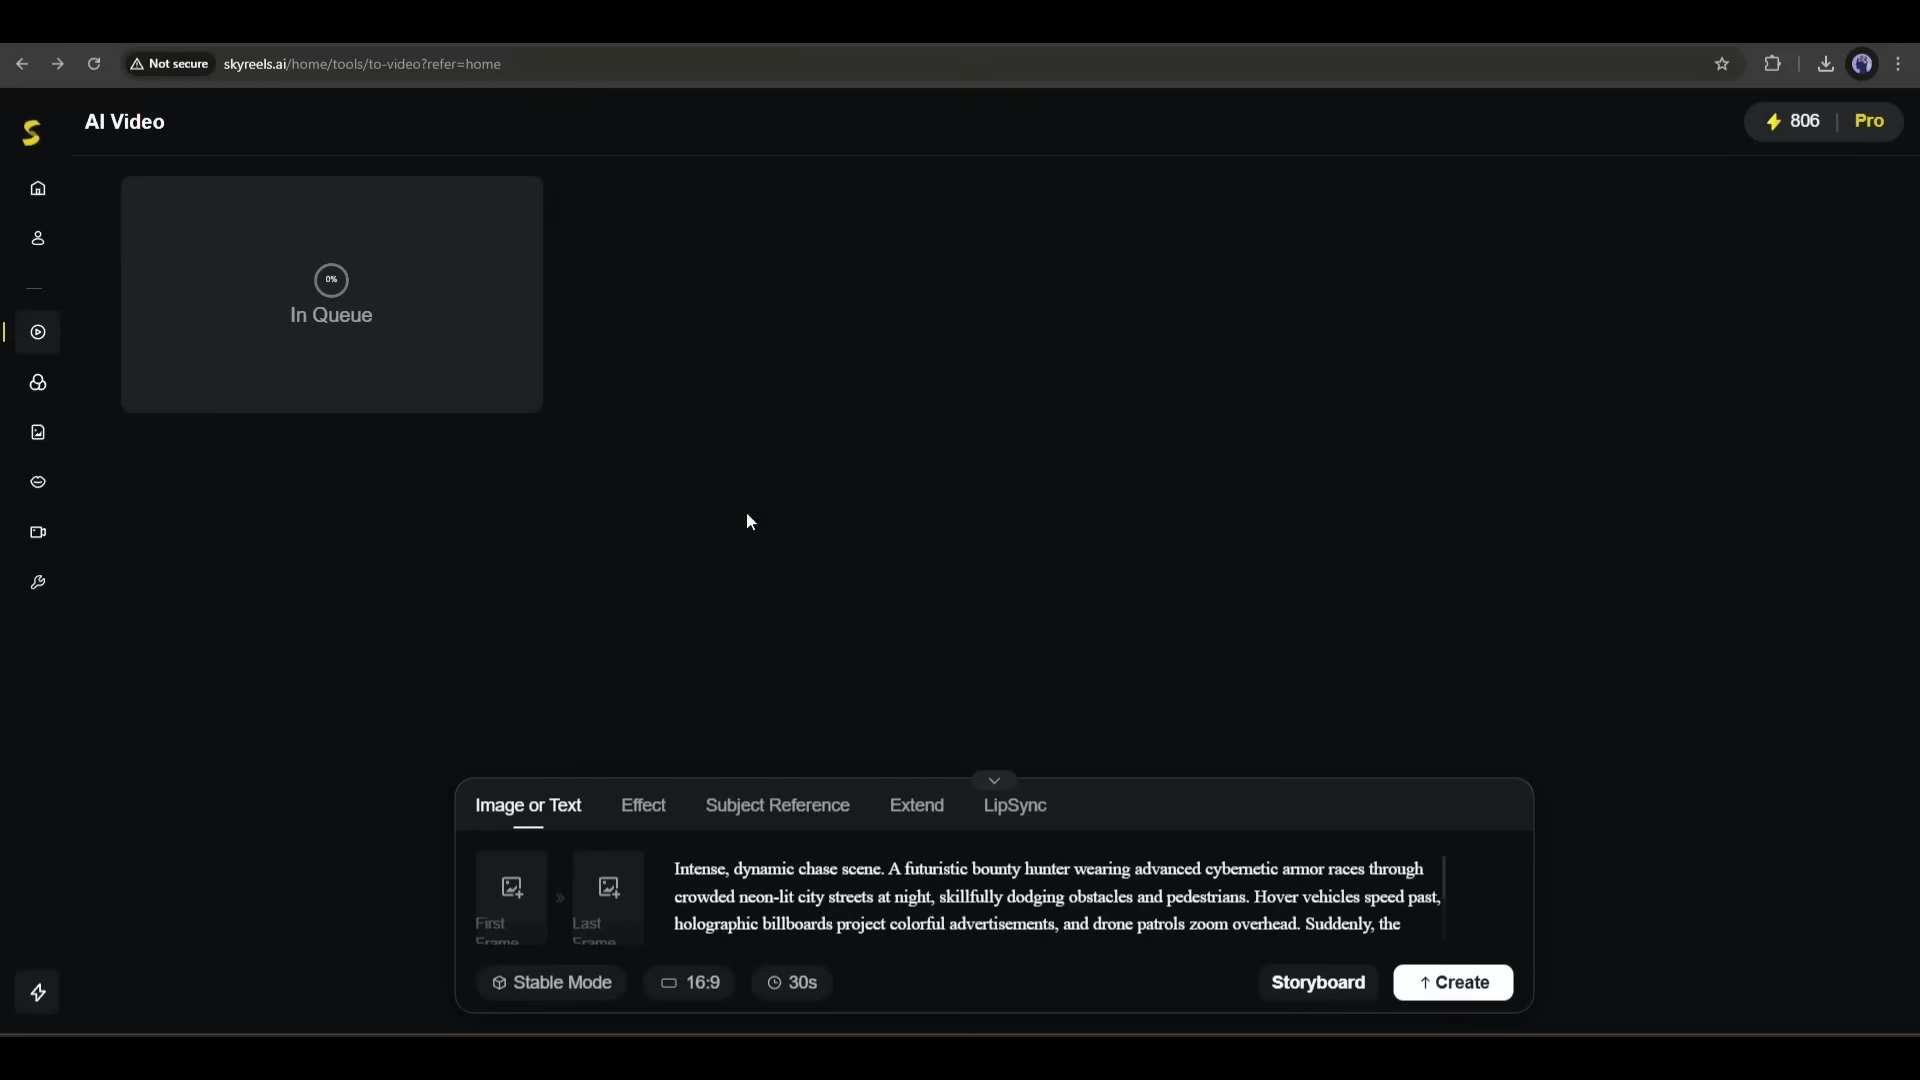 Not secure
skyreels.ai/home/tools/to-video?refer=home
AI Video
806
Pro
0%
In Queue
Image or Text
Effect
Subject Reference
Extend
LipSync
First
Frame
Last
Frame
Intense, dynamic chase scene. A futuristic bounty hunter wearing advanced cybernetic armor races through
crowded neon-lit city streets at night, skillfully dodging obstacles and pedestrians. Hover vehicles speed past,
holographic billboards project colorful advertisements, and drone patrols zoom overhead. Suddenly, the
Stable Mode
16:9
30s
Storyboard
↑ Create